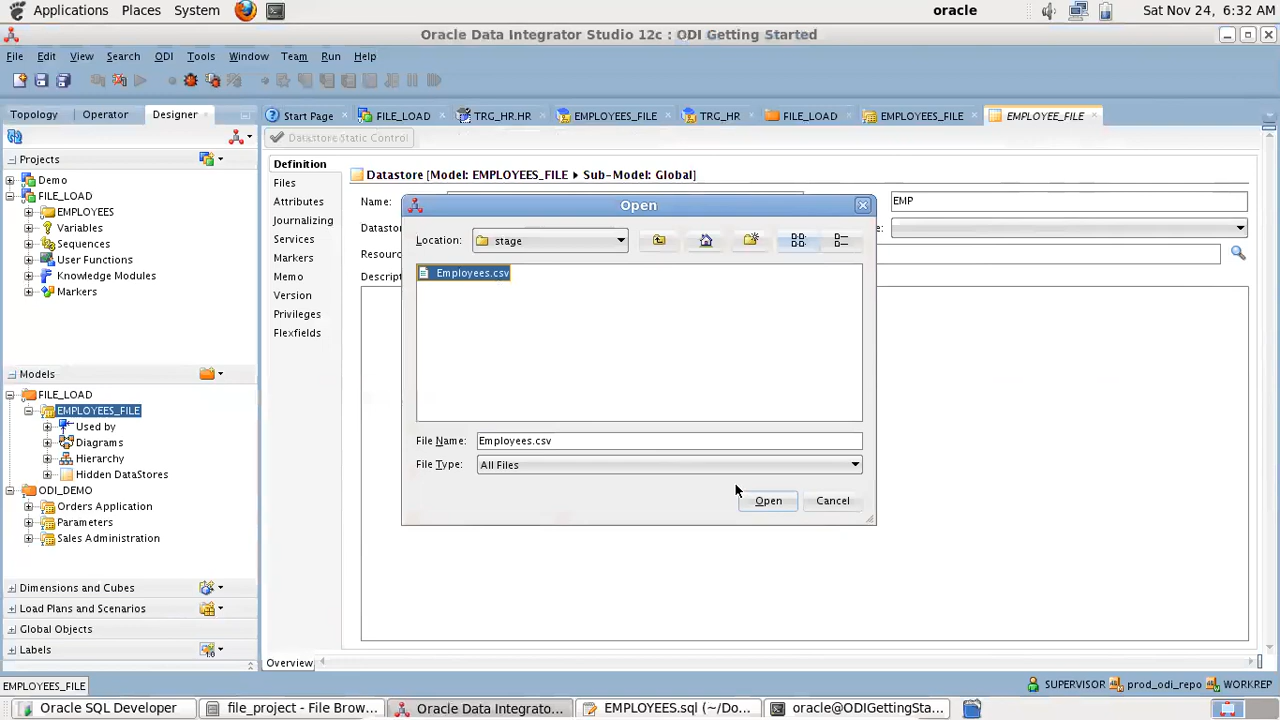 Applications Places System oracle Sat Nov 24, 6:32 AM
Oracle Data Integrator Studio 12c : ODI Getting Started
File Edit View Search ODI Tools Window Team Run Help
Topology Operator Designer Start Page FILE_LOAD TRG_HR.HR EMPLOYEES_FILE TRG_HR FILE_LOAD EMPLOYEES_FILE EMPLOYEE_FILE
Datastore Static Control
Projects
Demo
FILE_LOAD
EMPLOYEES
Variables
Sequences
User Functions
Knowledge Modules
Markers
Models
FILE_LOAD
EMPLOYEES_FILE
Used by
Diagrams
Hierarchy
Hidden DataStores
ODI_DEMO
Orders Application
Parameters
Sales Administration
Dimensions and Cubes
Load Plans and Scenarios
Global Objects
Labels
EMPLOYEES_FILE
Definition
Files
Attributes
Journalizing
Services
Markers
Memo
Version
Privileges
Flexfields
Datastore [Model: EMPLOYEES_FILE ▸ Sub-Model: Global]
Name: EMP
Datasto
Resourc
Descript
Open
Location: stage
Employees.csv
File Name: Employees.csv
File Type: All Files
Open Cancel
Overview
SUPERVISOR prod_odi_repo WORKREP
Oracle SQL Developer file_project - File Brow... Oracle Data Integrato... EMPLOYEES.sql (~/Do... oracle@ODIGettingSta...